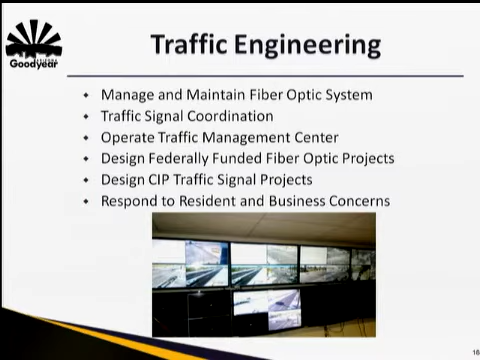 Traffic Engineering
ARIZONA
Goodyear
Manage and Maintain Fiber Optic System
Traffic Signal Coordination
Operate Traffic Management Center
Design Federally Funded Fiber Optic Projects
Design CIP Traffic Signal Projects
Respond to Resident and Business Concerns
16